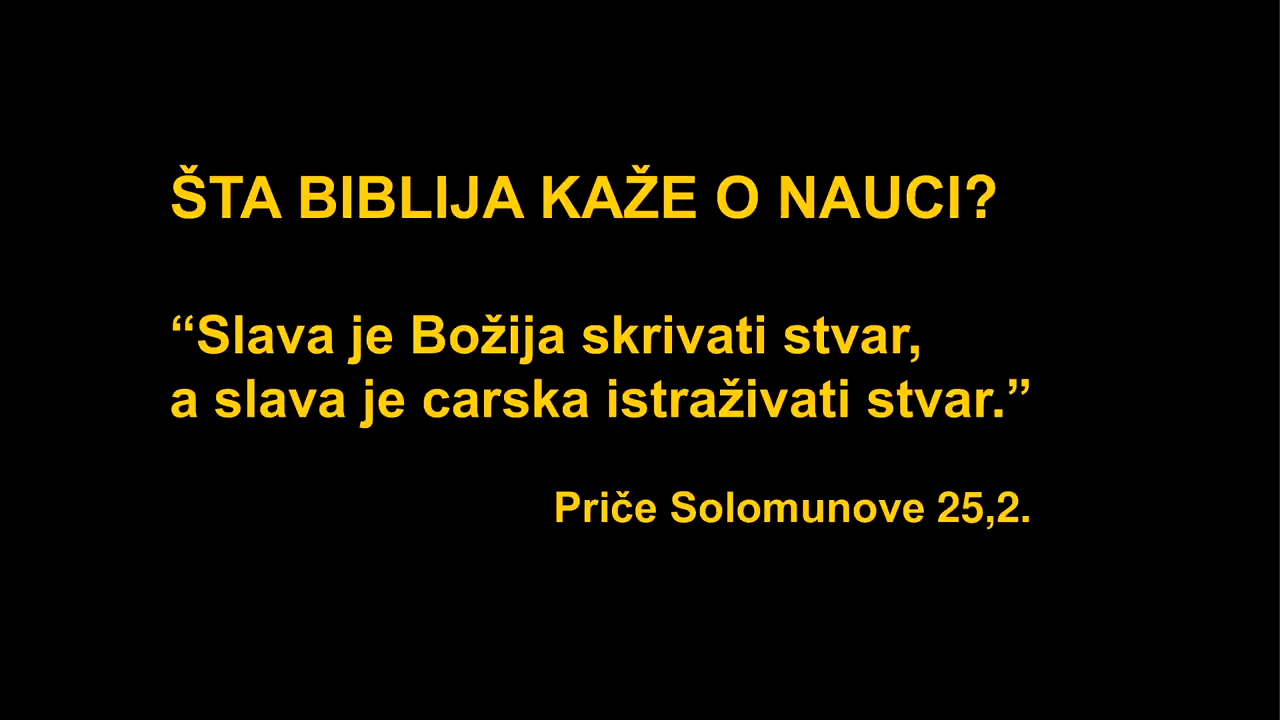 ŠTA BIBLIJA KAŽE O NAUCI?
“Slava je Božija skrivati stvar,
a slava je carska istraživati stvar.”
Priče Solomunove 25,2.